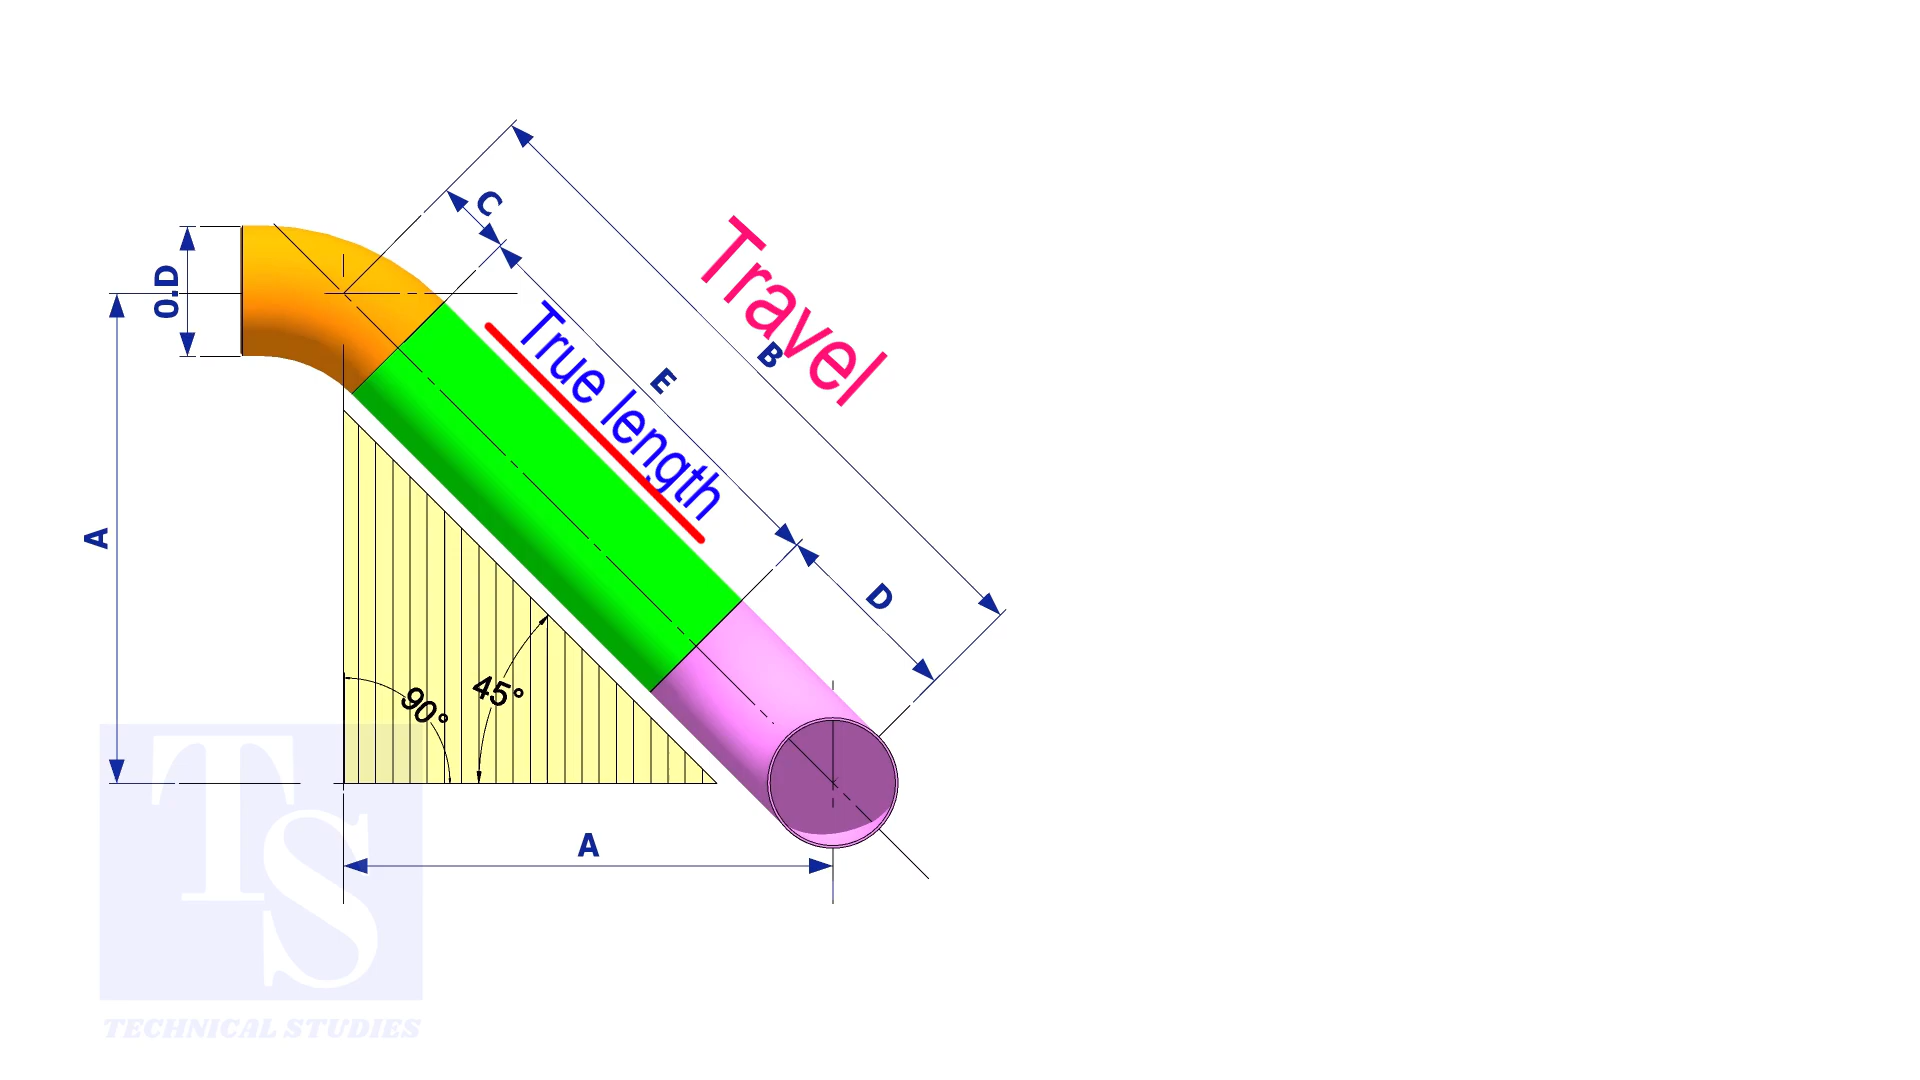 Travel
C
O.D
True length
B
E
A
D
90°
45°
A
TS
TECHNICAL STUDIES